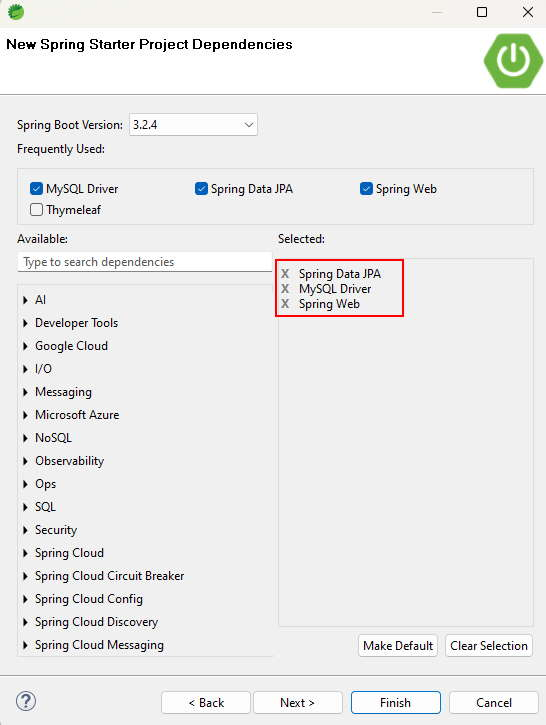 New Spring Starter Project Dependencies
Spring Boot Version: 3.2.4
Frequently Used:
MySQL Driver Spring Data JPA Spring Web
Thymeleaf
Available: Selected:
Type to search dependencies
X Spring Data JPA
X MySQL Driver
X Spring Web
AI
Developer Tools
Google Cloud
I/O
Messaging
Microsoft Azure
NoSQL
Observability
Ops
SQL
Security
Spring Cloud
Spring Cloud Circuit Breaker
Spring Cloud Config
Spring Cloud Discovery
Spring Cloud Messaging
Make Default Clear Selection
? < Back Next > Finish Cancel